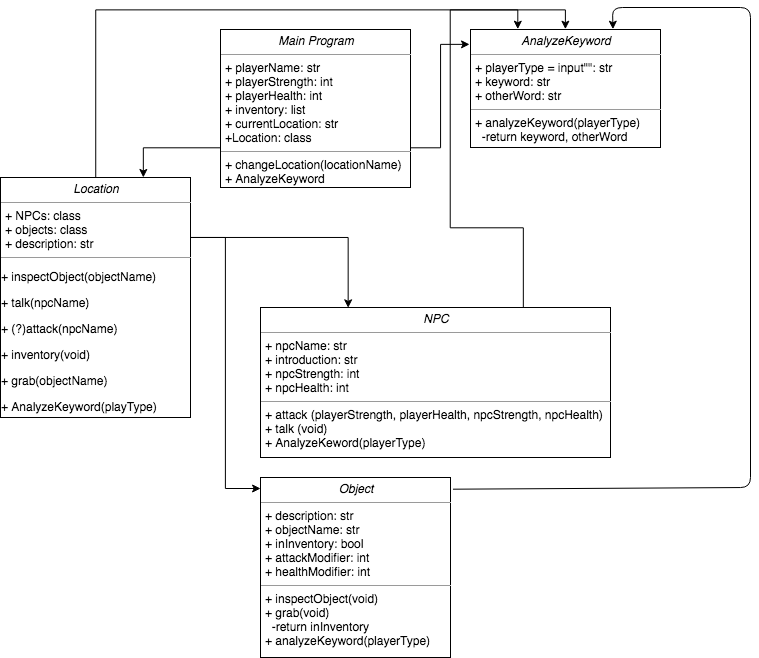 Main Program
+ playerName: str
+ playerStrength: int
+ playerHealth: int
+ inventory: list
+ currentLocation: str
+Location: class
+ changeLocation(locationName)
+ AnalyzeKeyword
AnalyzeKeyword
+ playerType = input"": str
+ keyword: str
+ otherWord: str
+ analyzeKeyword(playerType)
-return keyword, otherWord
Location
+ NPCs: class
+ objects: class
+ description: str
+ inspectObject(objectName)
+ talk(npcName)
+ (?)attack(npcName)
+ inventory(void)
+ grab(objectName)
+ AnalyzeKeyword(playType)
NPC
+ npcName: str
+ introduction: str
+ npcStrength: int
+ npcHealth: int
+ attack (playerStrength, playerHealth, npcStrength, npcHealth)
+ talk (void)
+ AnalyzeKeword(playerType)
Object
+ description: str
+ objectName: str
+ inInventory: bool
+ attackModifier: int
+ healthModifier: int
+ inspectObject(void)
+ grab(void)
-return inInventory
+ analyzeKeyword(playerType)